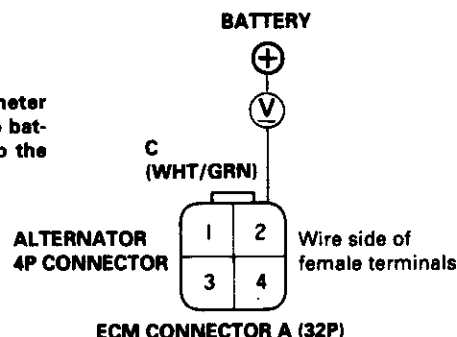 BATTERY
+
V
meter
bat-
o the
C
(WHT/GRN)
1 2
ALTERNATOR
4P CONNECTOR
Wire side of
female terminals
3 4
ECM CONNECTOR A (32P)